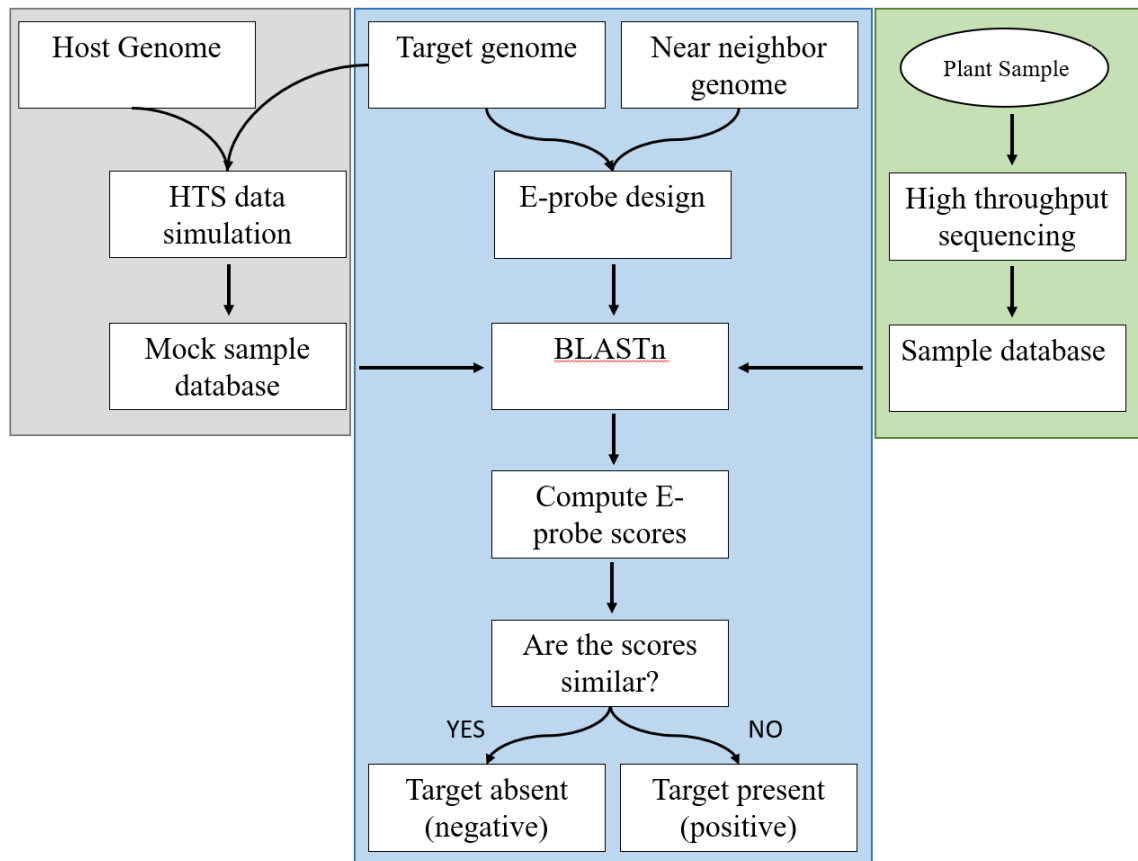 Host Genome
Target genome
Near neighbor
genome
Plant Sample
HTS data
simulation
E-probe design
High throughput
sequencing
Mock sample
database
BLASTn
Sample database
Compute E-
probe scores
Are the scores
similar?
YES
NO
Target absent
(negative)
Target present
(positive)